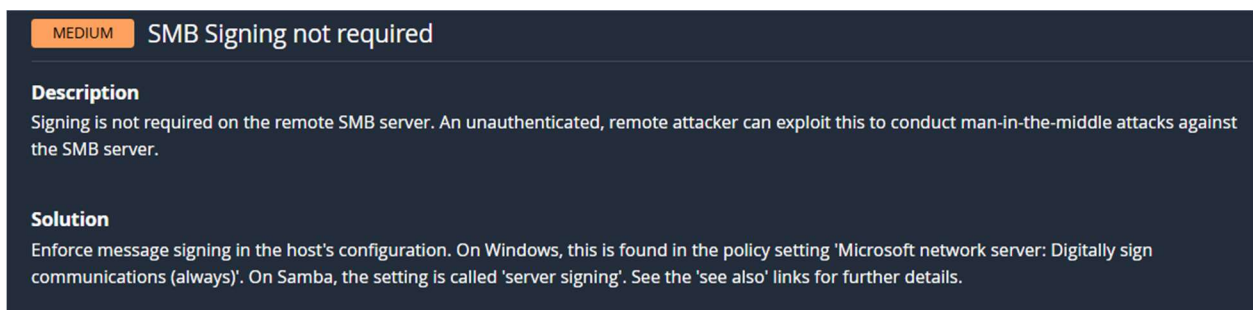 MEDIUM SMB Signing not required
Description
Signing is not required on the remote SMB server. An unauthenticated, remote attacker can exploit this to conduct man-in-the-middle attacks against
the SMB server.
Solution
Enforce message signing in the host's configuration. On Windows, this is found in the policy setting 'Microsoft network server: Digitally sign
communications (always)'. On Samba, the setting is called 'server signing'. See the 'see also' links for further details.